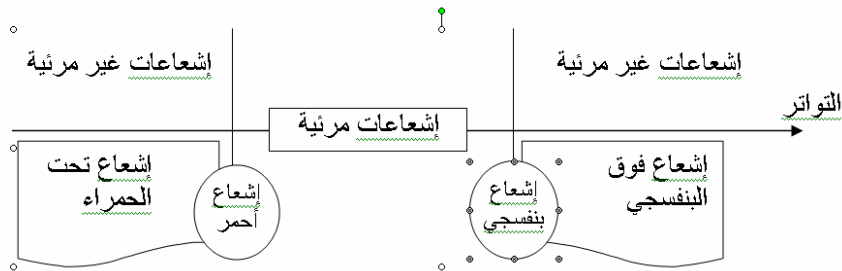 إشعاعات غير مرئية
إشعاعات غير مرئية
التواتر
إشعاعات مرئية
إشعاع فوق
البنفسجي
إشعاع
بنفسجي
إشعاع
أحمر
إشعاع تحت
الحمراء